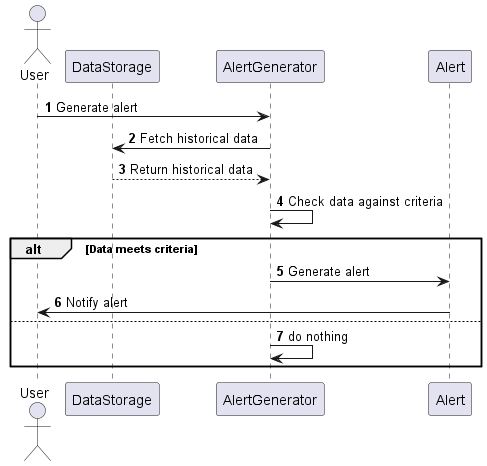 User
DataStorage
AlertGenerator
Alert
1 Generate alert
2 Fetch historical data
3 Return historical data
4 Check data against criteria
alt [Data meets criteria]
5 Generate alert
6 Notify alert
7 do nothing
User
DataStorage
AlertGenerator
Alert